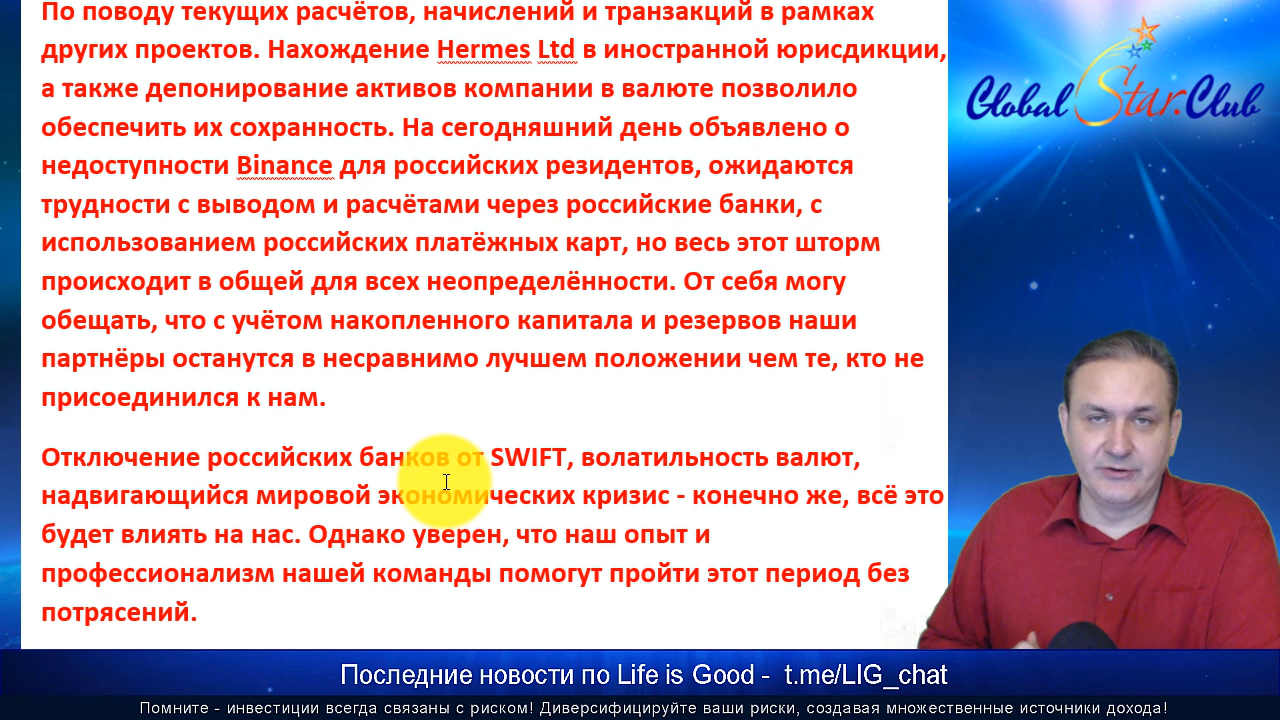 По поводу текущих расчётов, начислений и транзакций в рамках
других проектов. Нахождение Hermes Ltd в иностранной юрисдикции,
а также депонирование активов компании в валюте позволило
обеспечить их сохранность. На сегодняшний день объявлено о
недоступности Binance для российских резидентов, ожидаются
трудности с выводом и расчётами через российские банки, с
использованием российских платёжных карт, но весь этот шторм
происходит в общей для всех неопределённости. От себя могу
обещать, что с учётом накопленного капитала и резервов наши
партнёры останутся в несравнимо лучшем положении чем те, кто не
присоединился к нам.
Отключение российских банков от SWIFT, волатильность валют,
надвигающийся мировой экономических кризис - конечно же, всё это
будет влиять на нас. Однако уверен, что наш опыт и
профессионализм нашей команды помогут пройти этот период без
потрясений.
Global Star.Club
Последние новости по Life is Good - t.me/LIG_chat
Помните - инвестиции всегда связаны с риском! Диверсифицируйте ваши риски, создавая множественные источники дохода!